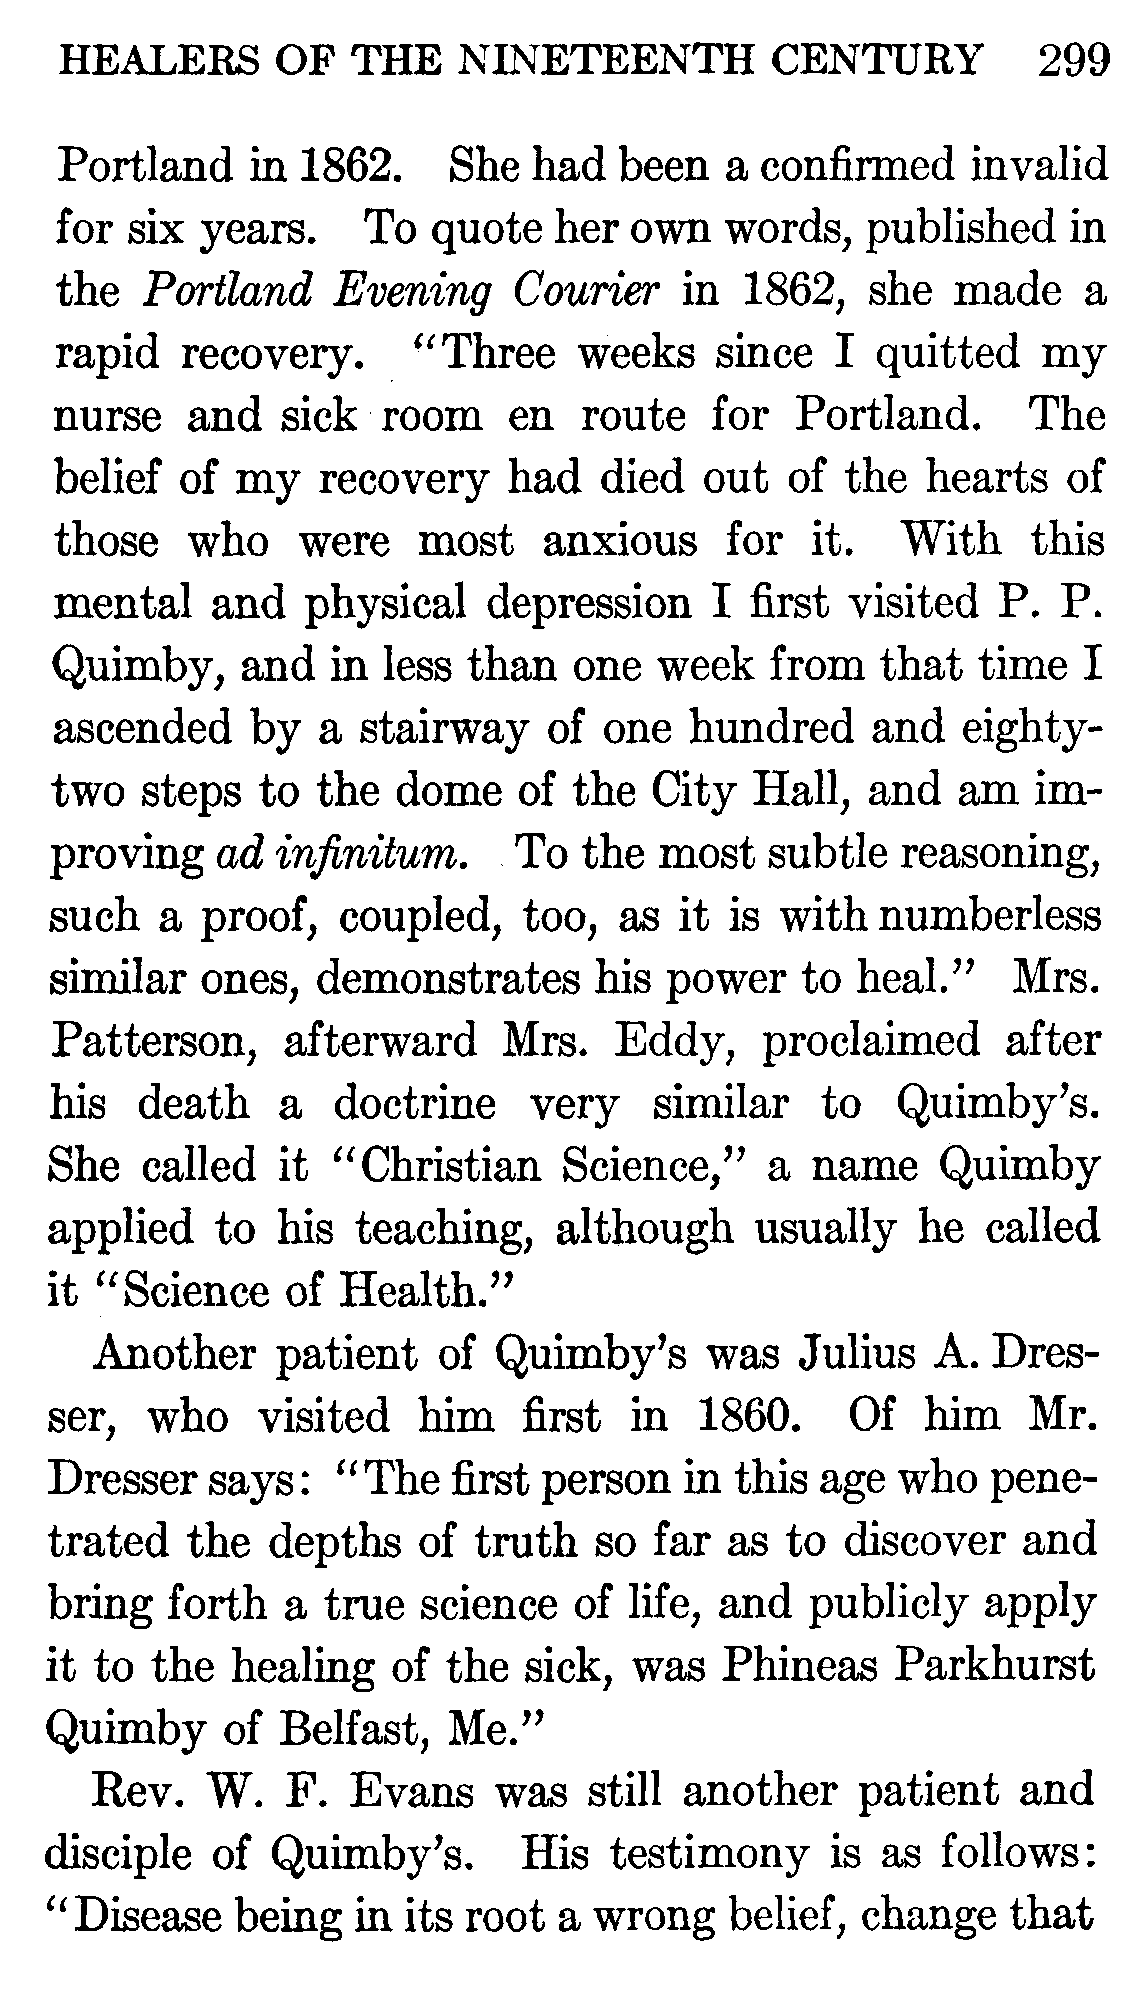 HEALERS OF THE NINETEENTH CENTURY 299
Portland in 1862. She had been a confirmed invalid
for six years. To quote her own words, published in
the Portland Evening Courier in 1862, she made a
rapid recovery. “Three weeks since I quitted my
nurse and sick room en route for Portland. The
belief of my recovery had died out of the hearts of
those who were most anxious for it. With this
mental and physical depression I first visited P. P.
Quimby, and in less than one week from that time I
ascended by a stairway of one hundred and eighty-
two steps to the dome of the City Hall, and am im-
proving ad infinitum. To the most subtle reasoning,
such a proof, coupled, too, as it is with numberless
similar ones, demonstrates his power to heal.” Mrs.
Patterson, afterward Mrs. Eddy, proclaimed after
his death a doctrine very similar to Quimby’s.
She called it “Christian Science,” a name Quimby
applied to his teaching, although usually he called
it “Science of Health.”
Another patient of Quimby’s was Julius A. Dres-
ser, who visited him first in 1860. Of him Mr.
Dresser says: “The first person in this age who pene-
trated the depths of truth so far as to discover and
bring forth a true science of life, and publicly apply
it to the healing of the sick, was Phineas Parkhurst
Quimby of Belfast, Me.”
Rev. W. F. Evans was still another patient and
disciple of Quimby’s. His testimony is as follows:
“Disease being in its root a wrong belief, change that